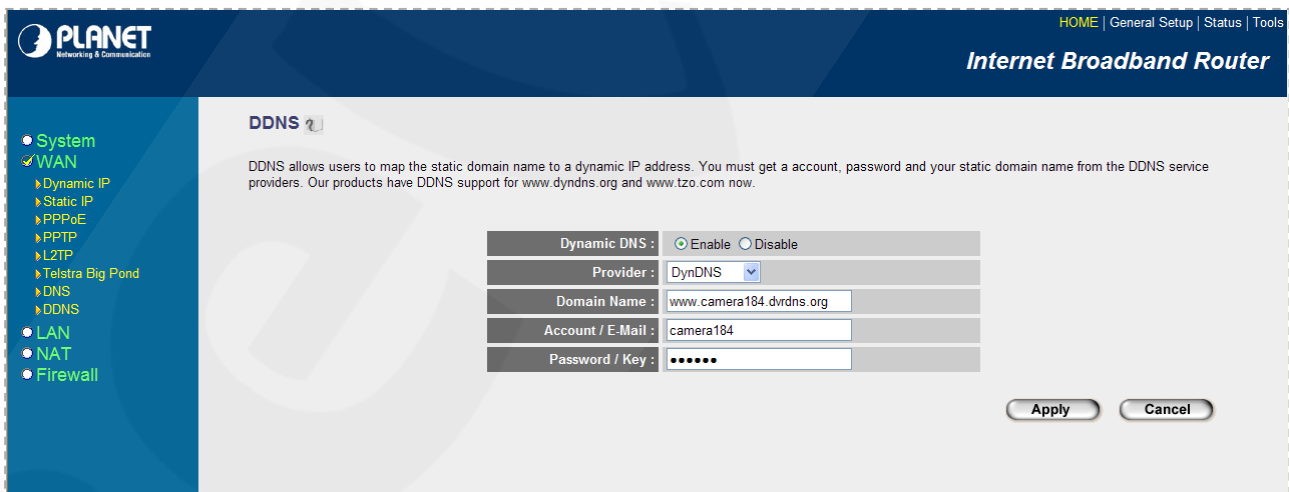 PLANET
Networking & Communication
HOME | General Setup | Status | Tools
Internet Broadband Router
System
WAN
Dynamic IP
Static IP
PPPoE
PPTP
L2TP
Telstra Big Pond
DNS
DDNS
LAN
NAT
Firewall
DDNS
DDNS allows users to map the static domain name to a dynamic IP address. You must get a account, password and your static domain name from the DDNS service
providers. Our products have DDNS support for www.dyndns.org and www.tzo.com now.
Dynamic DNS : Enable Disable
Provider : DynDNS
Domain Name : www.camera184.dvrdns.org
Account / E-Mail : camera184
Password / Key : ••••••
Apply Cancel